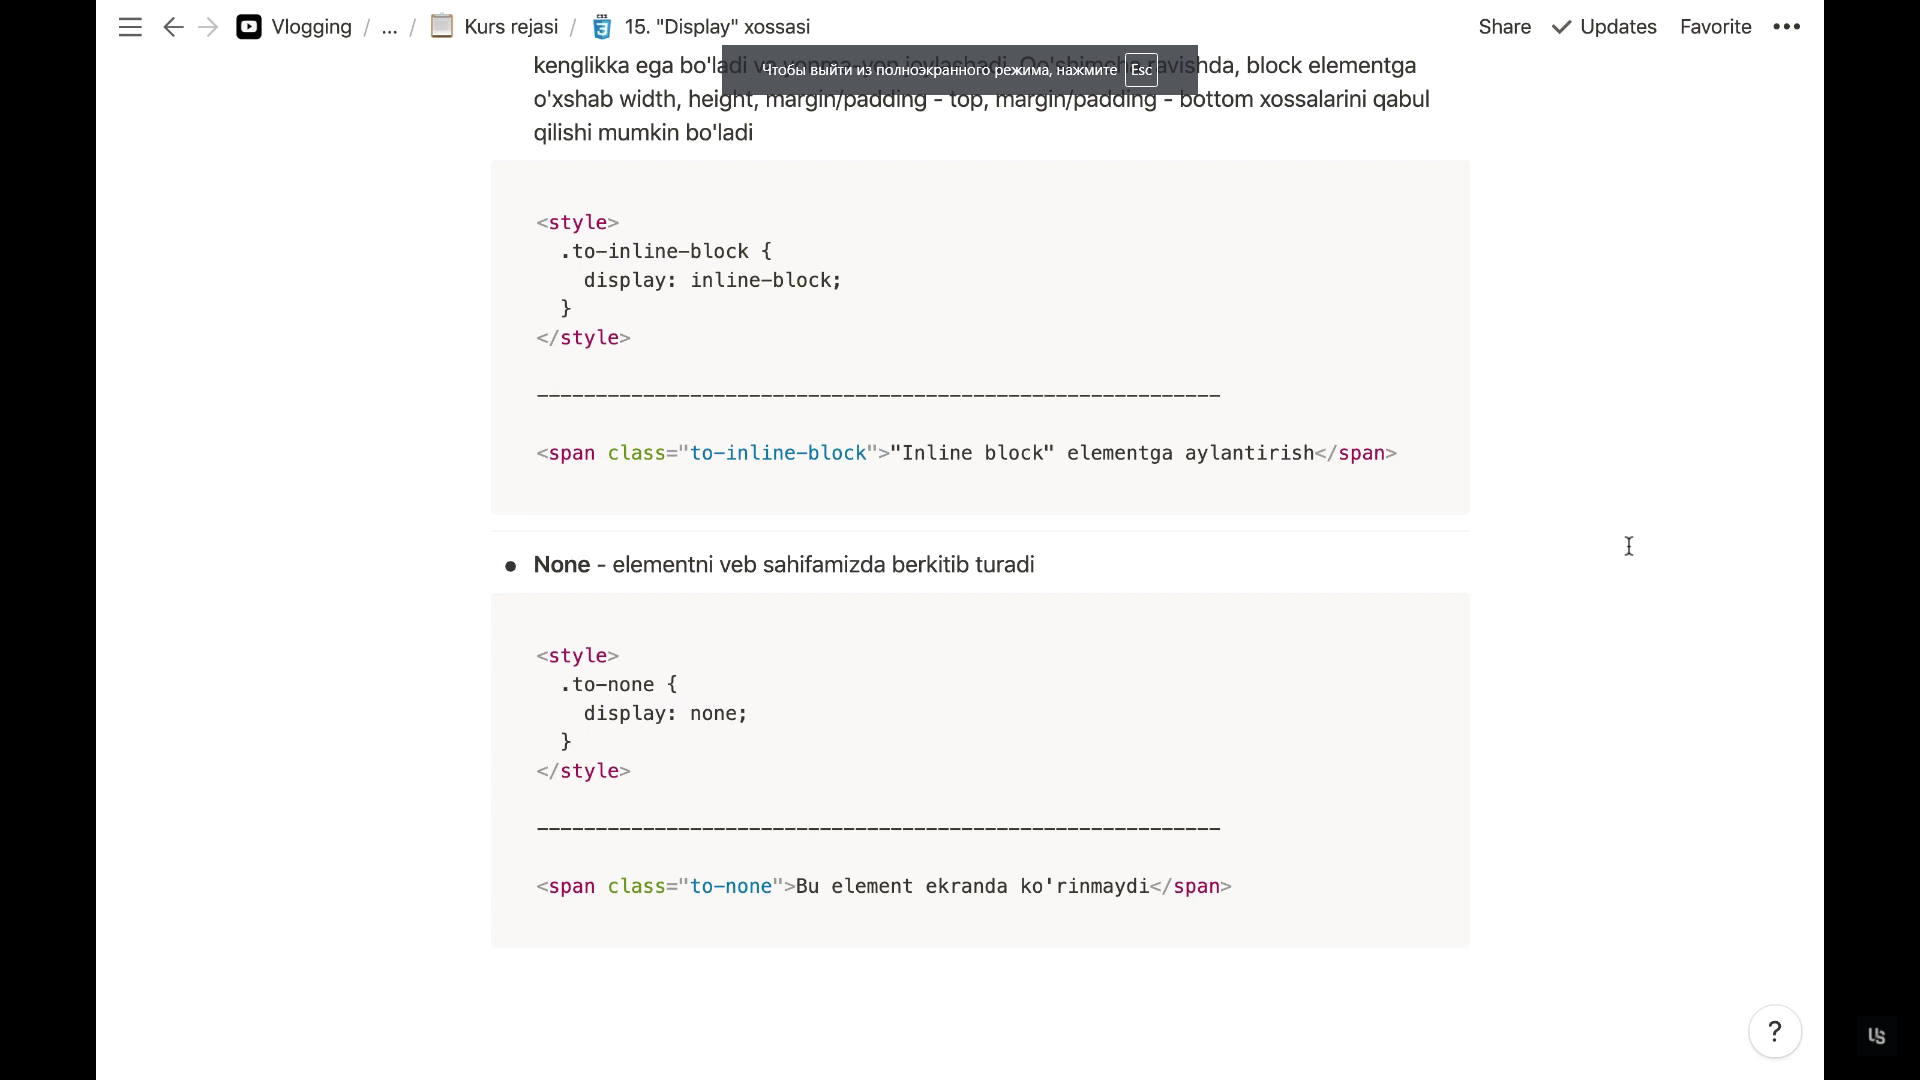 Vlogging / ... / Kurs rejasi / 15. "Display" xossasi
Share Updates Favorite •••
kenglikka ega bo'ladi ravishda, block elementga
Чтобы выйти из полноэкранного режима, нажмите Esc
o'xshab width, height, margin/padding - top, margin/padding - bottom xossalarini qabul
qilishi mumkin bo'ladi
<style>
.to-inline-block {
display: inline-block;
}
</style>
----------------------------------------------------------
<span class="to-inline-block">"Inline block" elementga aylantirish</span>
• None - elementni veb sahifamizda berkitib turadi
<style>
.to-none {
display: none;
}
</style>
----------------------------------------------------------
<span class="to-none">Bu element ekranda ko'rinmaydi</span>
?